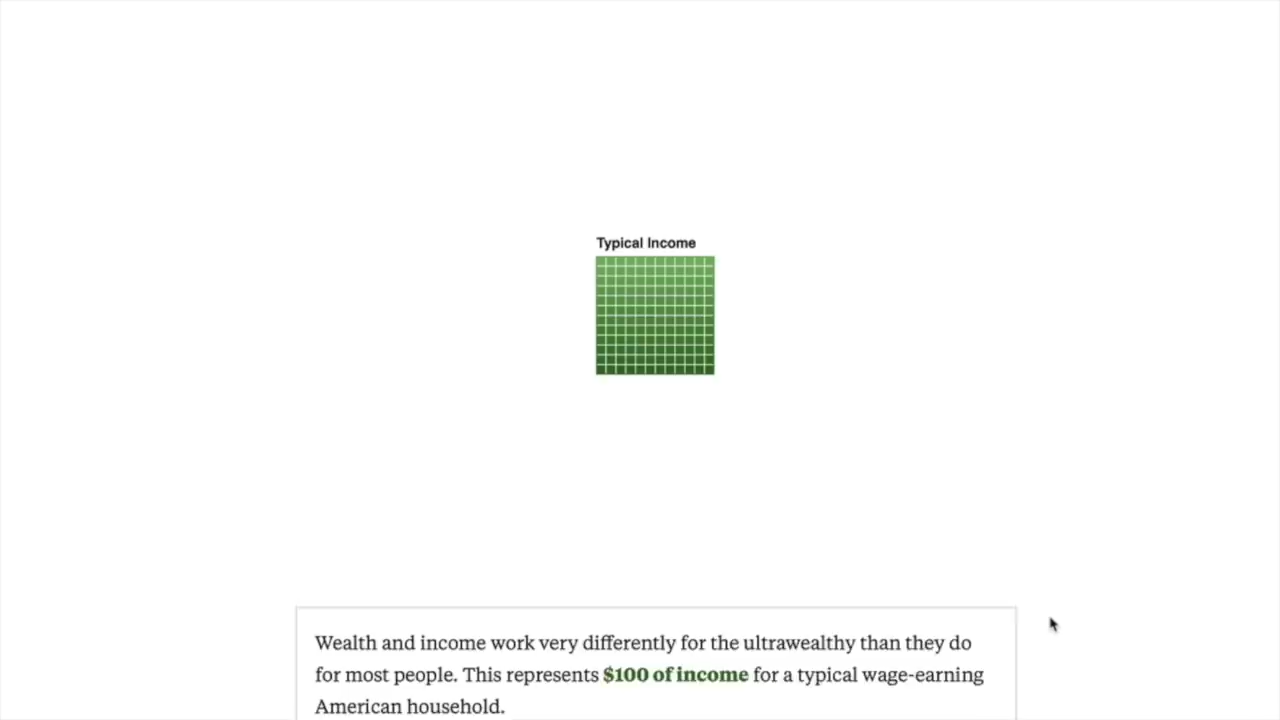 Typical Income
Wealth and income work very differently for the ultrawealthy than they do
for most people. This represents $100 of income for a typical wage-earning
American household.